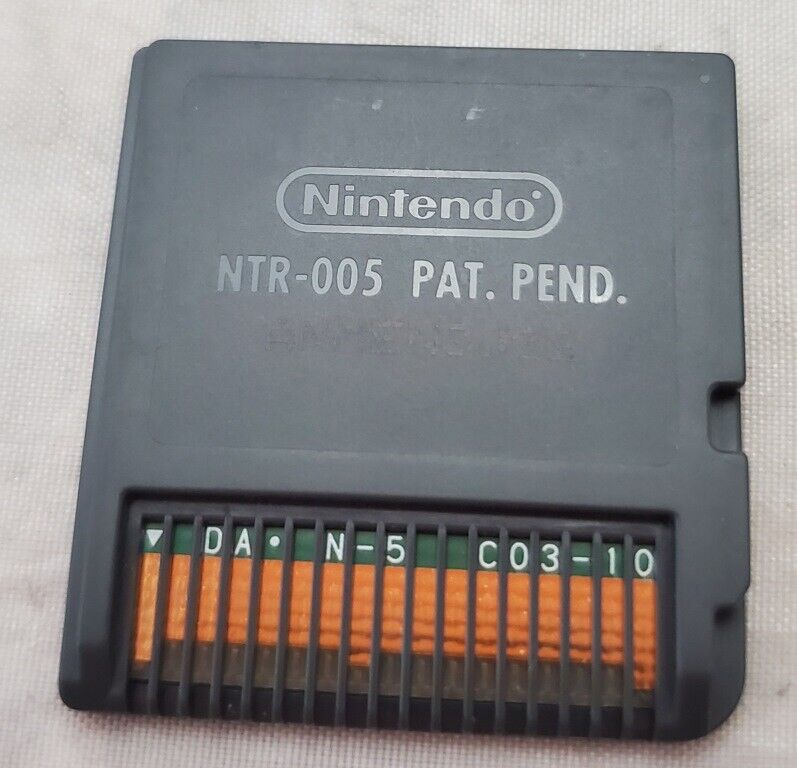 Nintendo
NTR-005 PAT. PEND.
▼ DA• N-5 C03-10